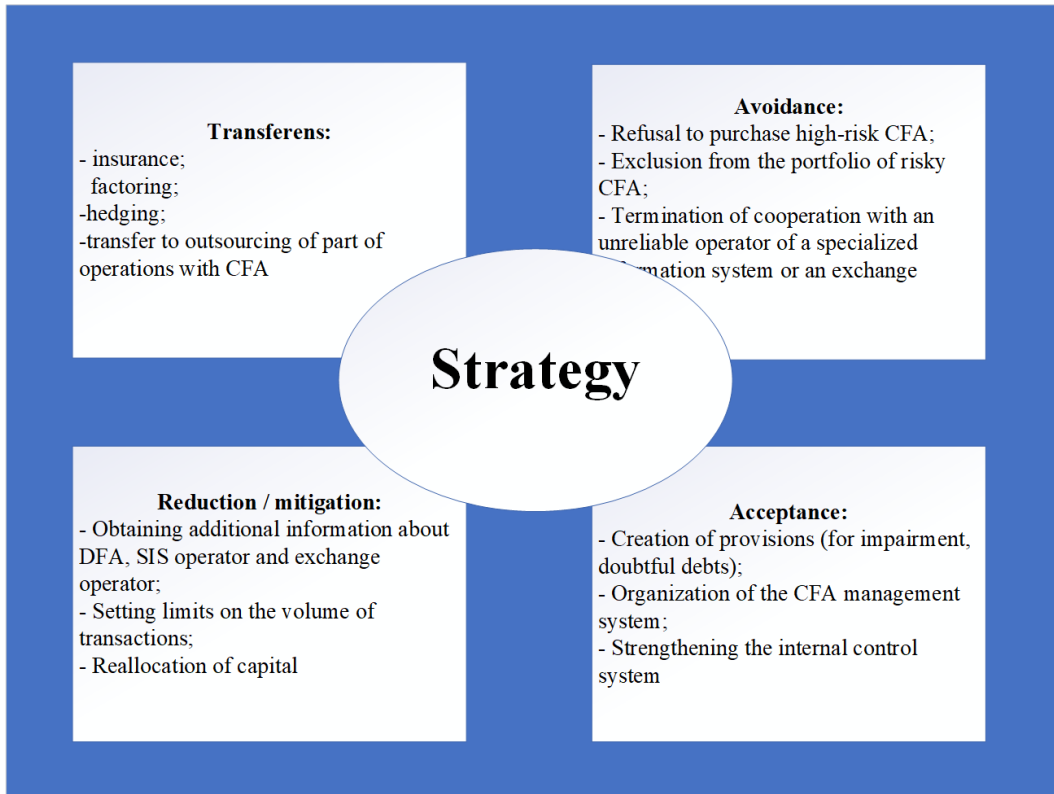 Transferens:
- insurance;
factoring;
-hedging;
-transfer to outsourcing of part of
operations with CFA
Avoidance:
- Refusal to purchase high-risk CFA;
- Exclusion from the portfolio of risky
CFA;
- Termination of cooperation with an
unreliable operator of a specialized
system or an exchange
Strategy
Reduction / mitigation:
- Obtaining additional information about
DFA, SIS operator and exchange
operator;
- Setting limits on the volume of
transactions;
- Reallocation of capital
Acceptance:
- Creation of provisions (for impairment,
doubtful debts);
- Organization of the CFA management
system;
- Strengthening the internal control
system